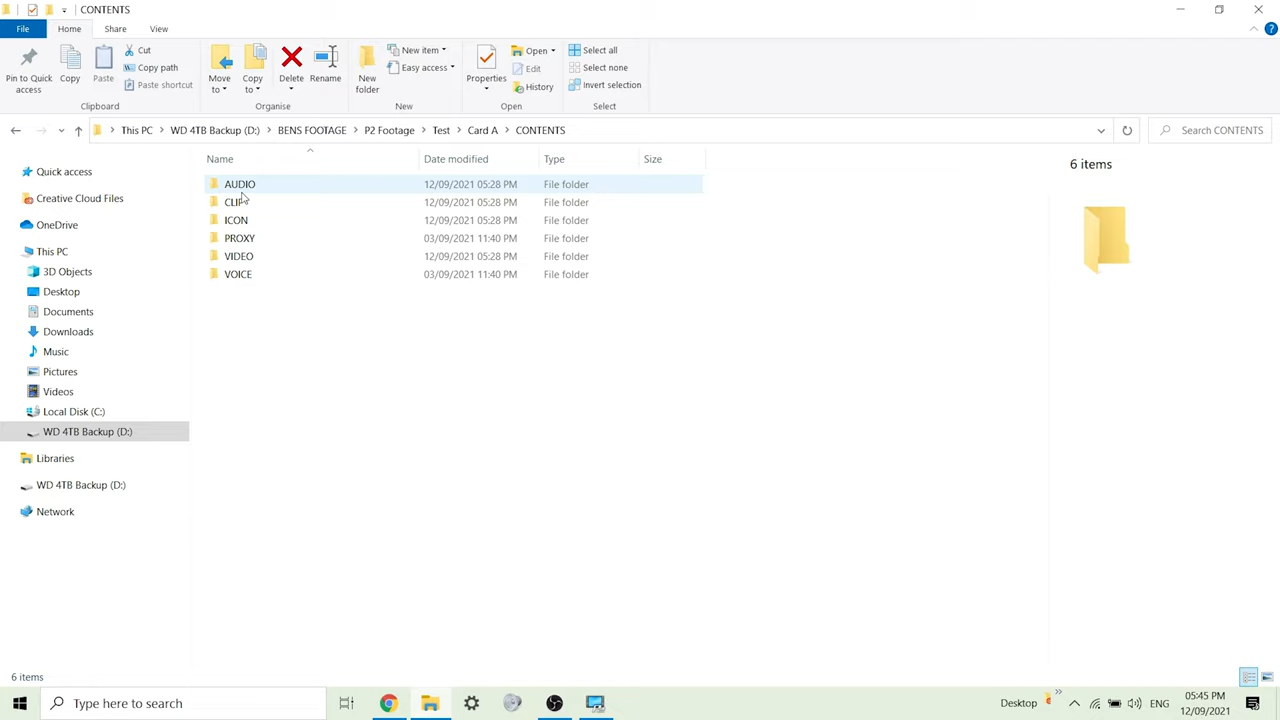 CONTENTS
File Home Share View
Pin to Quick access
Copy
Paste
Cut
Copy path
Paste shortcut
Clipboard
Move to
Copy to
Delete
Rename
Organise
New folder
New item
Easy access
New
Properties
Open
Edit
History
Open
Select all
Select none
Invert selection
Select
This PC > WD 4TB Backup (D:) > BENS FOOTAGE > P2 Footage > Test > Card A > CONTENTS
Search CONTENTS
Name Date modified Type Size
AUDIO 12/09/2021 05:28 PM File folder
CLIP 12/09/2021 05:28 PM File folder
ICON 12/09/2021 05:28 PM File folder
PROXY 03/09/2021 11:40 PM File folder
VIDEO 12/09/2021 05:28 PM File folder
VOICE 03/09/2021 11:40 PM File folder
6 items
Quick access
Creative Cloud Files
OneDrive
This PC
3D Objects
Desktop
Documents
Downloads
Music
Pictures
Videos
Local Disk (C:)
WD 4TB Backup (D:)
Libraries
WD 4TB Backup (D:)
Network
6 items
Type here to search
Desktop
ENG
05:45 PM
12/09/2021